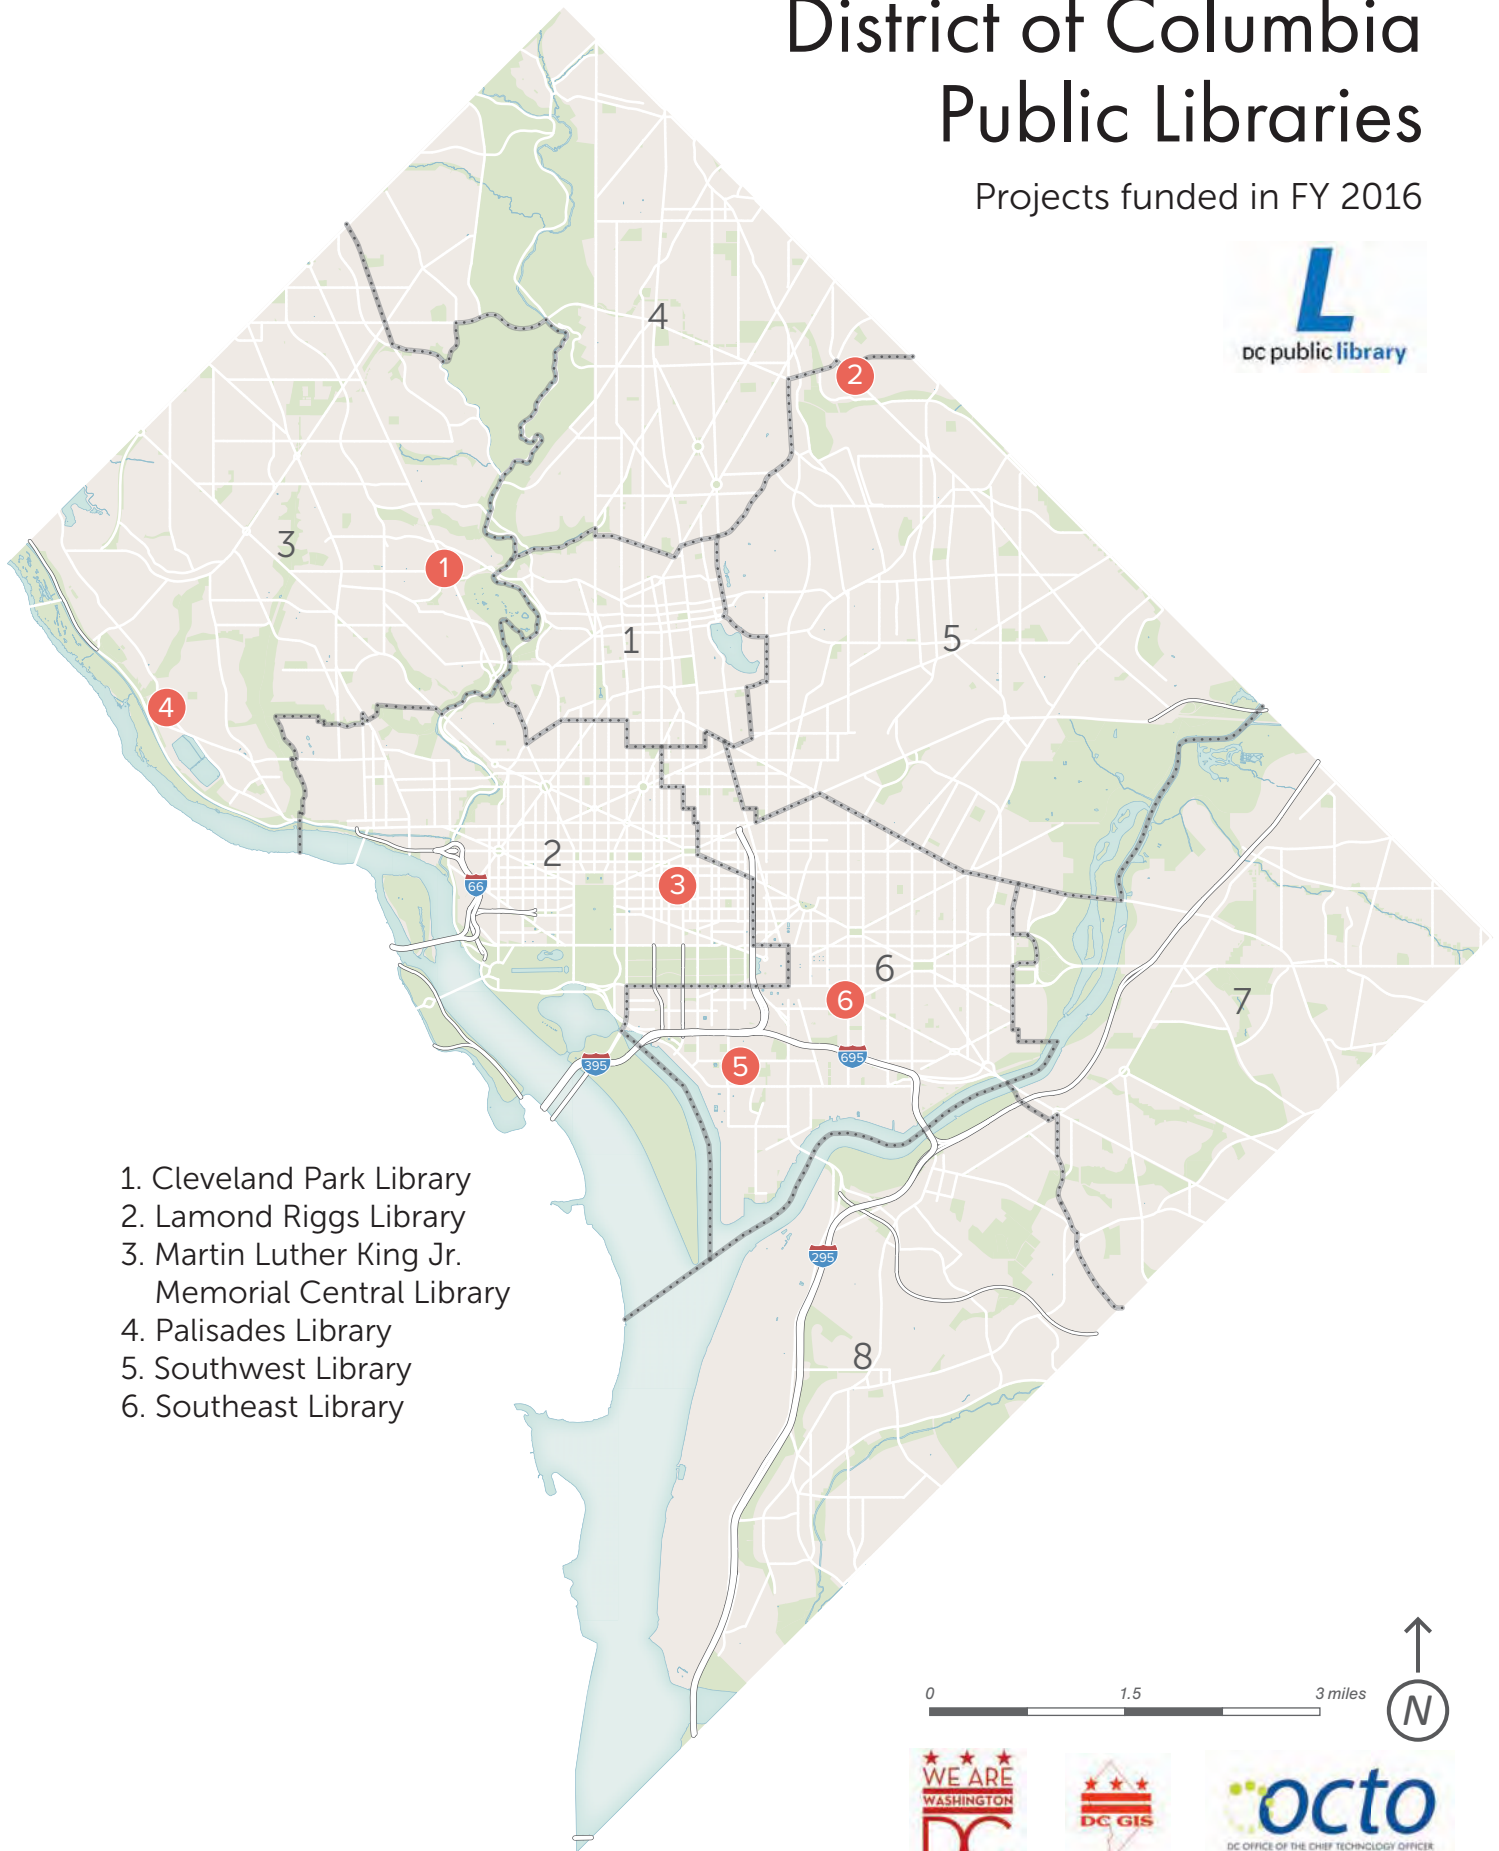 District of Columbia
Public Libraries
Projects funded in FY 2016
L
DC public library
4
2
3
1
1
5
4
2
66
3
6
7
6
5
395
695
1. Cleveland Park Library
2. Lamond Riggs Library
3. Martin Luther King Jr.
Memorial Central Library
4. Palisades Library
5. Southwest Library
6. Southeast Library
295
8
0 1.5 3 miles
N
WE ARE
WASHINGTON
DC
DC GIS
octo
DC OFFICE OF THE CHIEF TECHNOLOGY OFFICER